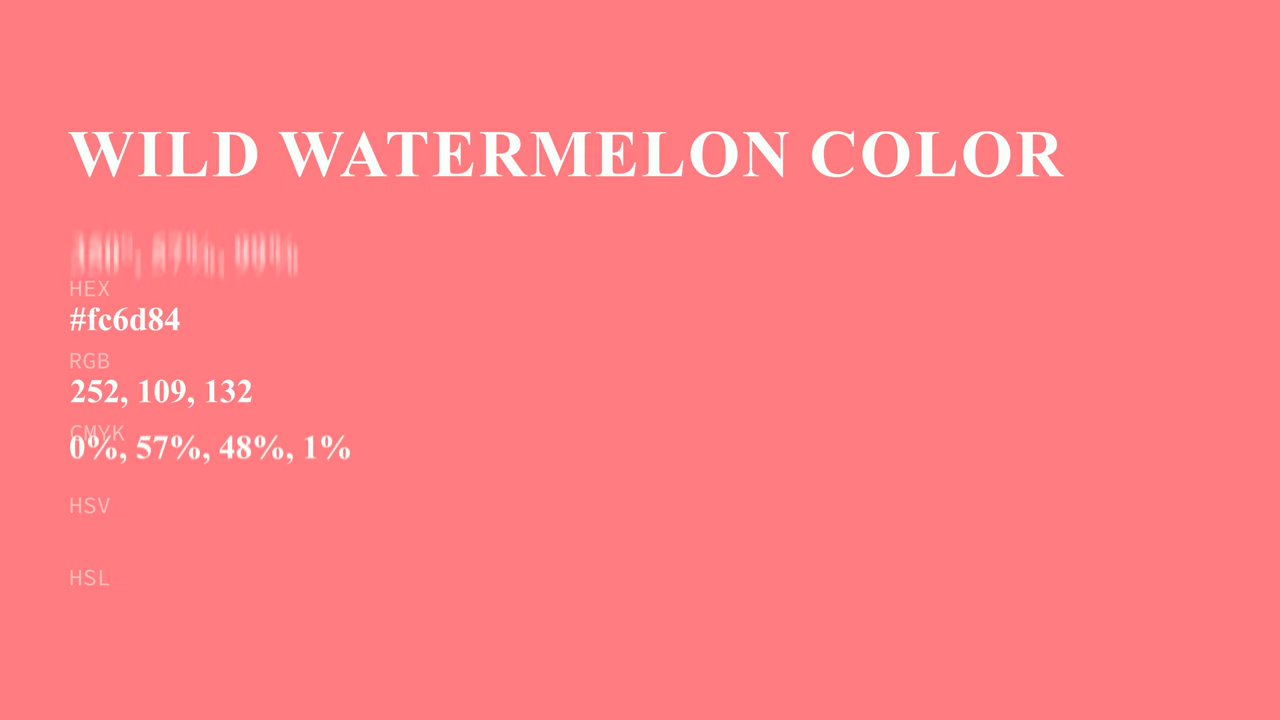 WILD WATERMELON COLOR
HEX
#fc6d84
RGB
252, 109, 132
CMYK
0%, 57%, 48%, 1%
HSV
HSL